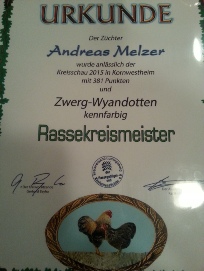 URKUNDE
Der Züchter
Andreas Melzer
wurde anläßlich der
Kreisschau 2015 in Kornwestheim
mit 381 Punkten
und
Zwerg-Wyandotten
kennfarbig
Rassekreismeister